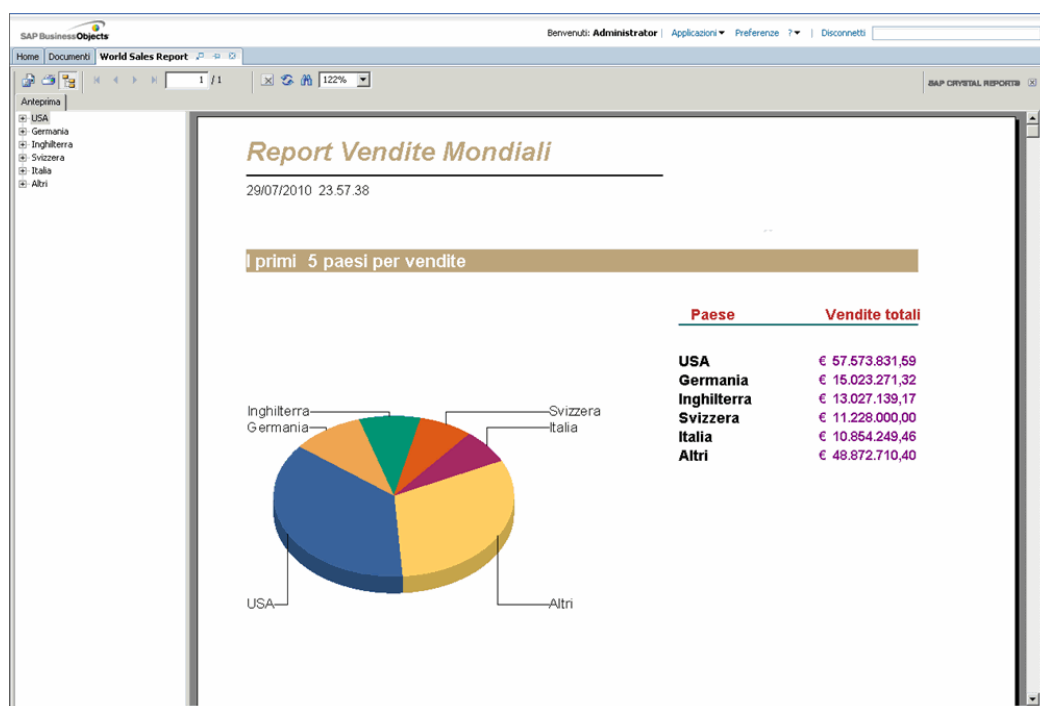 SAP BusinessObjects
Benvenuti: Administrator | Applicazioni Preferenze ? | Disconnetti
Home Documenti World Sales Report
1 /1 122%
SAP CRYSTAL REPORTS
Anteprima
USA
Germania
Inghilterra
Svizzera
Italia
Altri
Report Vendite Mondiali
29/07/2010 23.57.38
I primi 5 paesi per vendite
Paese Vendite totali
USA € 57.573.831,59
Germania € 15.023.271,32
Inghilterra € 13.027.139,17
Svizzera € 11.228.000,00
Italia € 10.854.249,46
Altri € 48.872.710,40
Inghilterra Svizzera
Germania Italia
USA Altri